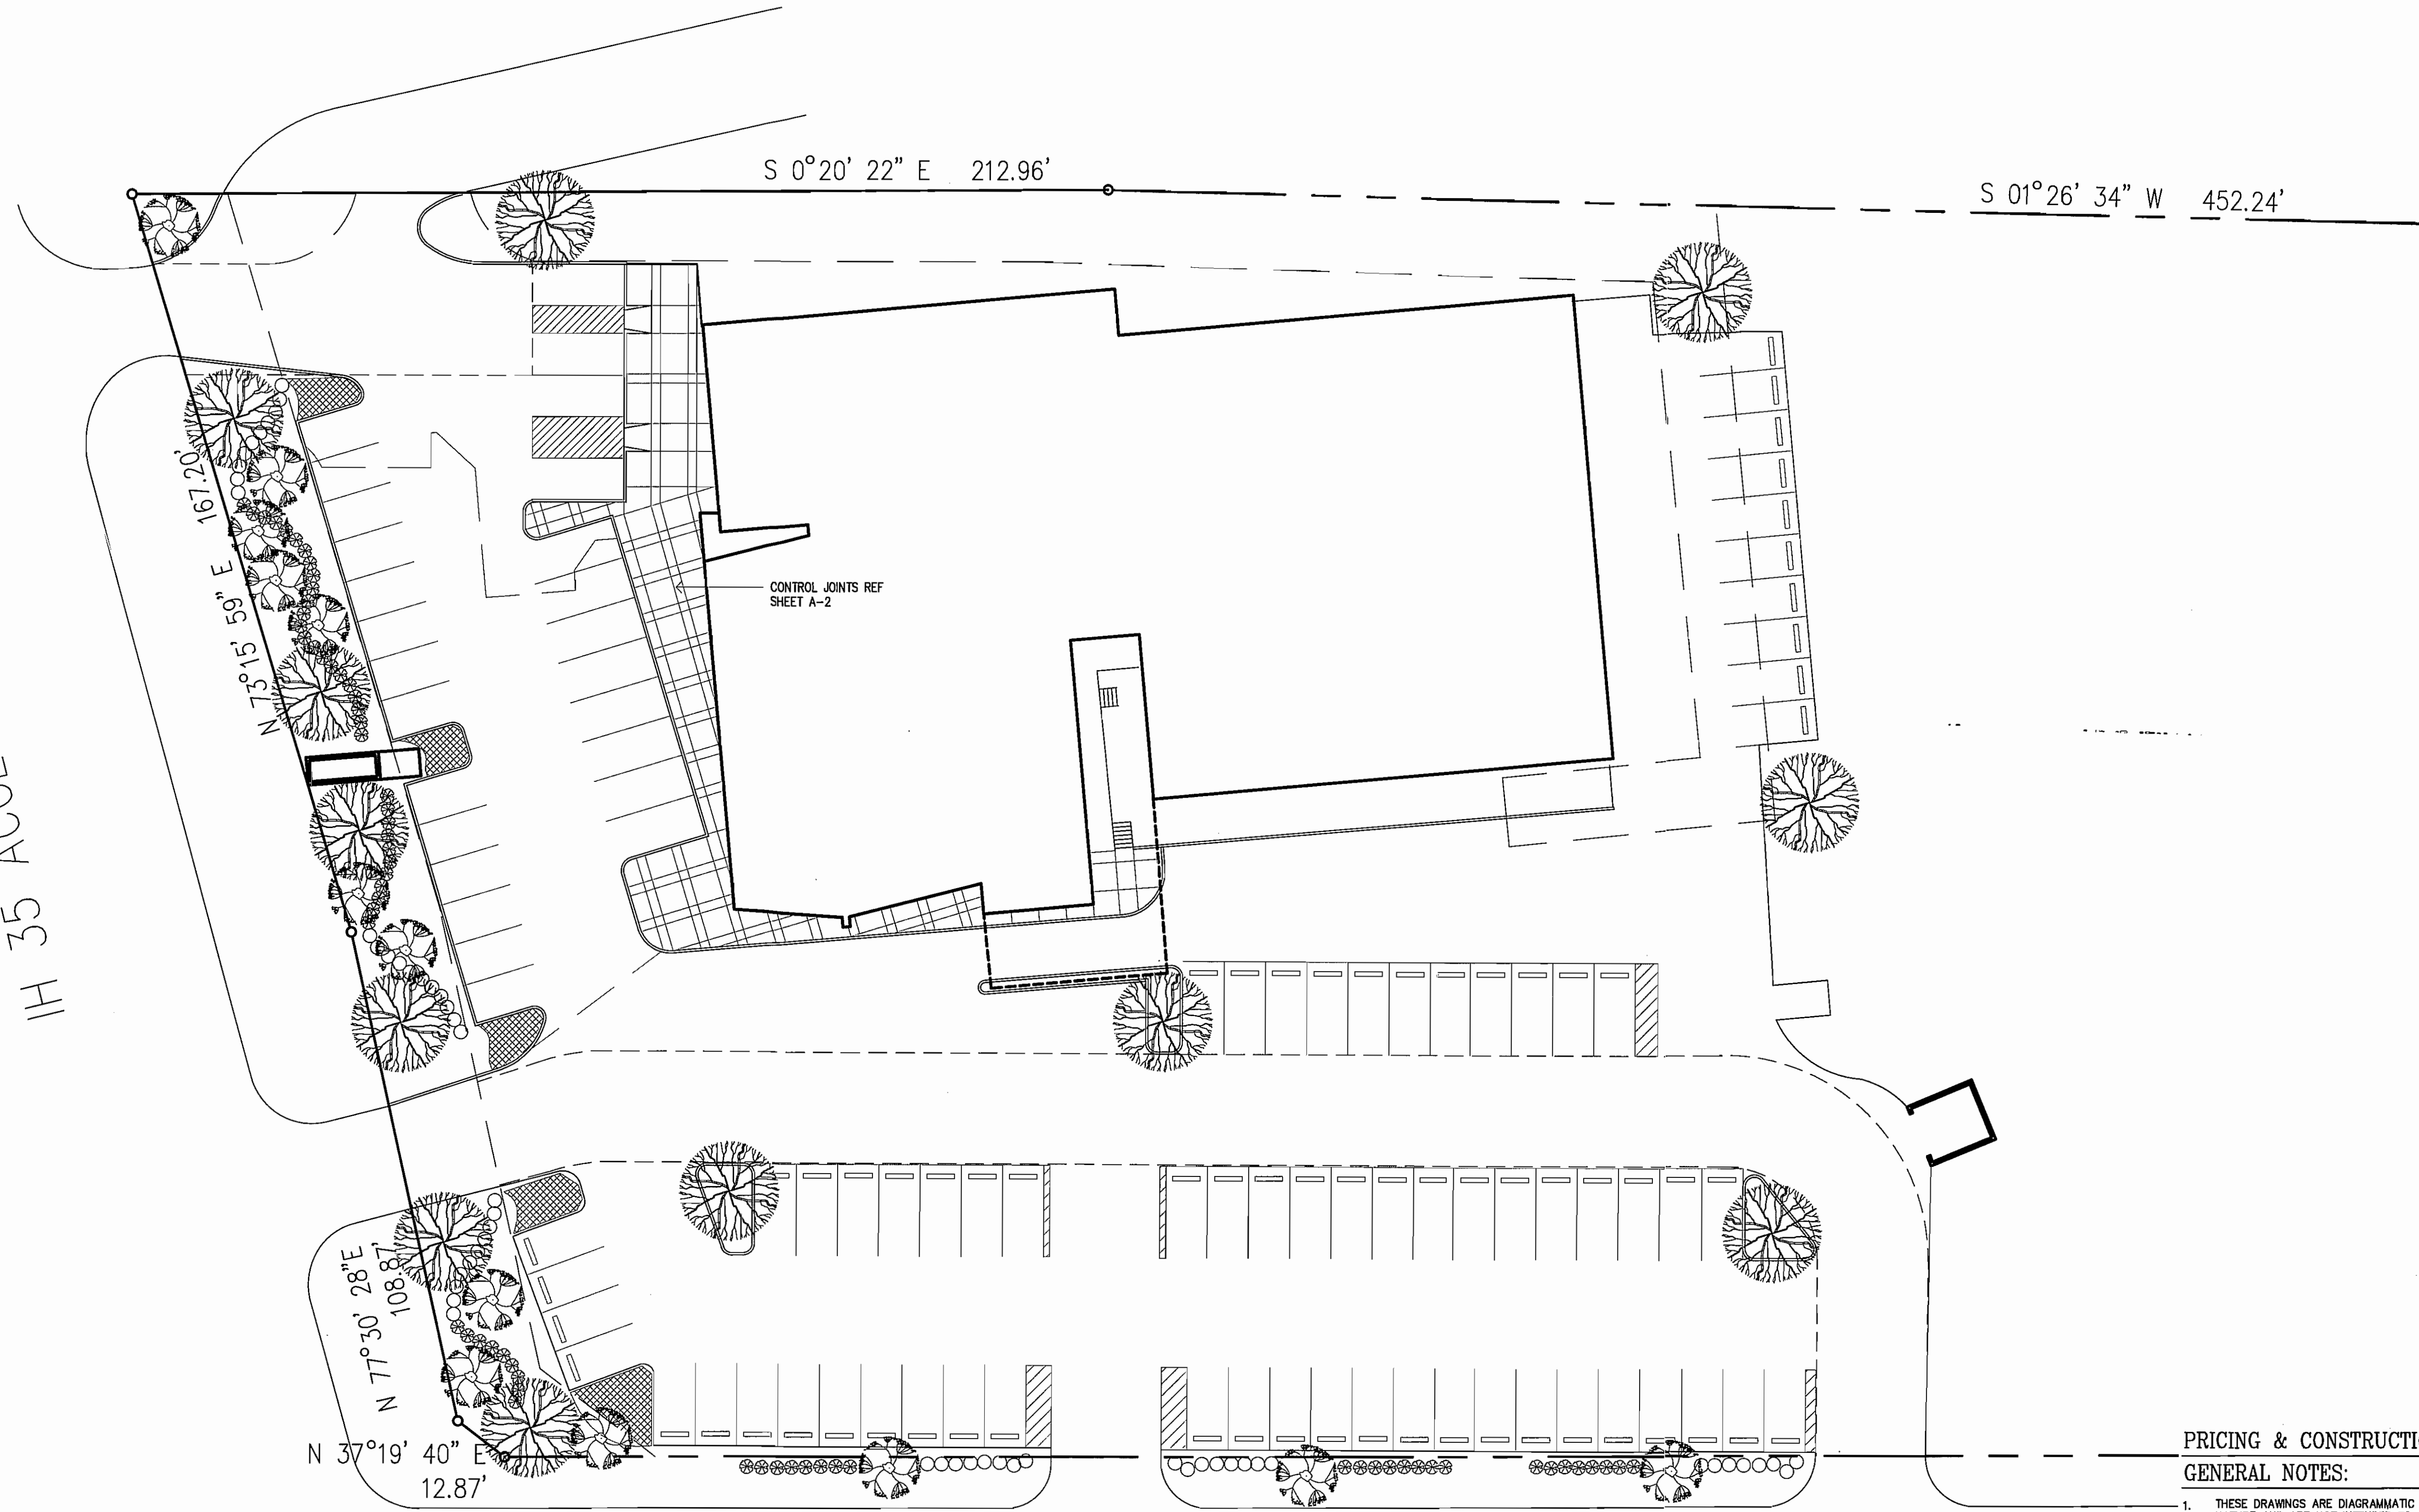 S 0°20' 22" E 212.96'
S 01°26' 34" W 452.24'
167.20'
N 73°15' 59" E
CONTROL JOINTS REF
SHEET A-2
IH 35
N 77°30' 28"E
108.87'
N 37°19' 40" E
12.87'
PRICING & CONSTRUCTI
GENERAL NOTES:
1. THESE DRAWINGS ARE DIAGRAMMATIC